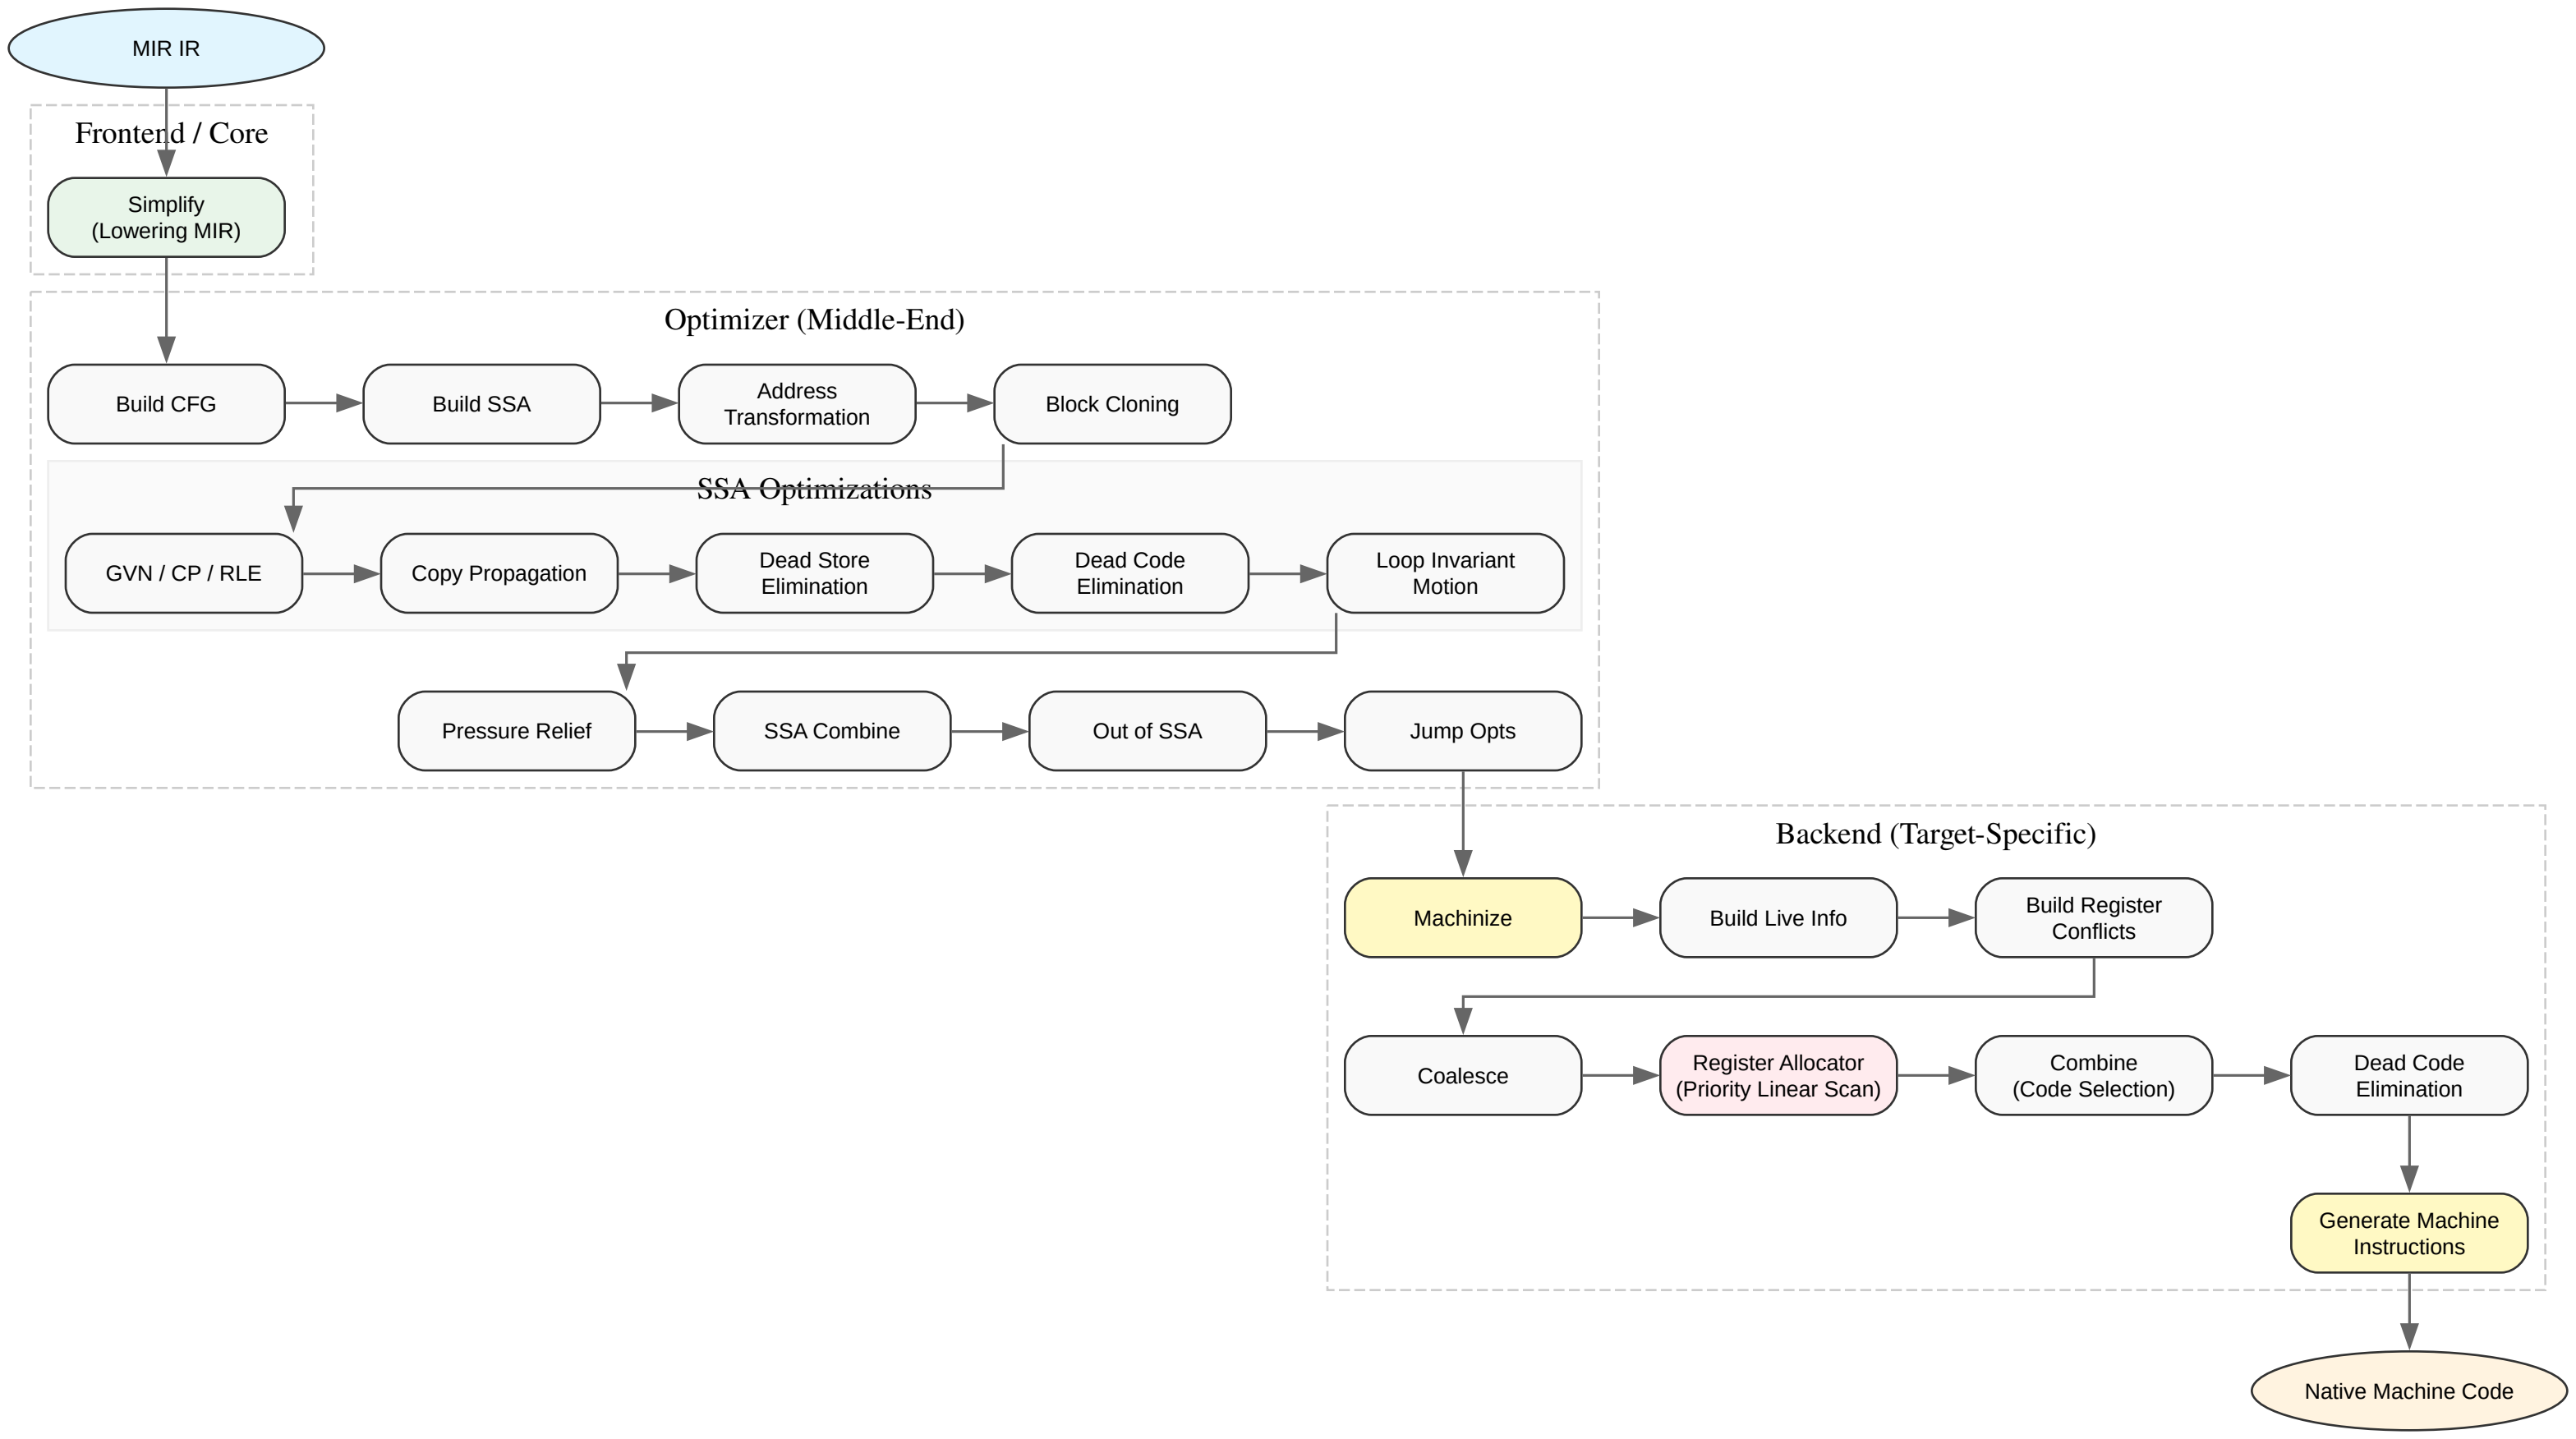 MIR IR
Frontend / Core
Simplify
(Lowering MIR)
Optimizer (Middle-End)
Build CFG
Build SSA
Address
Transformation
Block Cloning
SSA Optimizations
GVN / CP / RLE
Copy Propagation
Dead Store
Elimination
Dead Code
Elimination
Loop Invariant
Motion
Pressure Relief
SSA Combine
Out of SSA
Jump Opts
Backend (Target-Specific)
Machinize
Build Live Info
Build Register
Conflicts
Coalesce
Register Allocator
(Priority Linear Scan)
Combine
(Code Selection)
Dead Code
Elimination
Generate Machine
Instructions
Native Machine Code